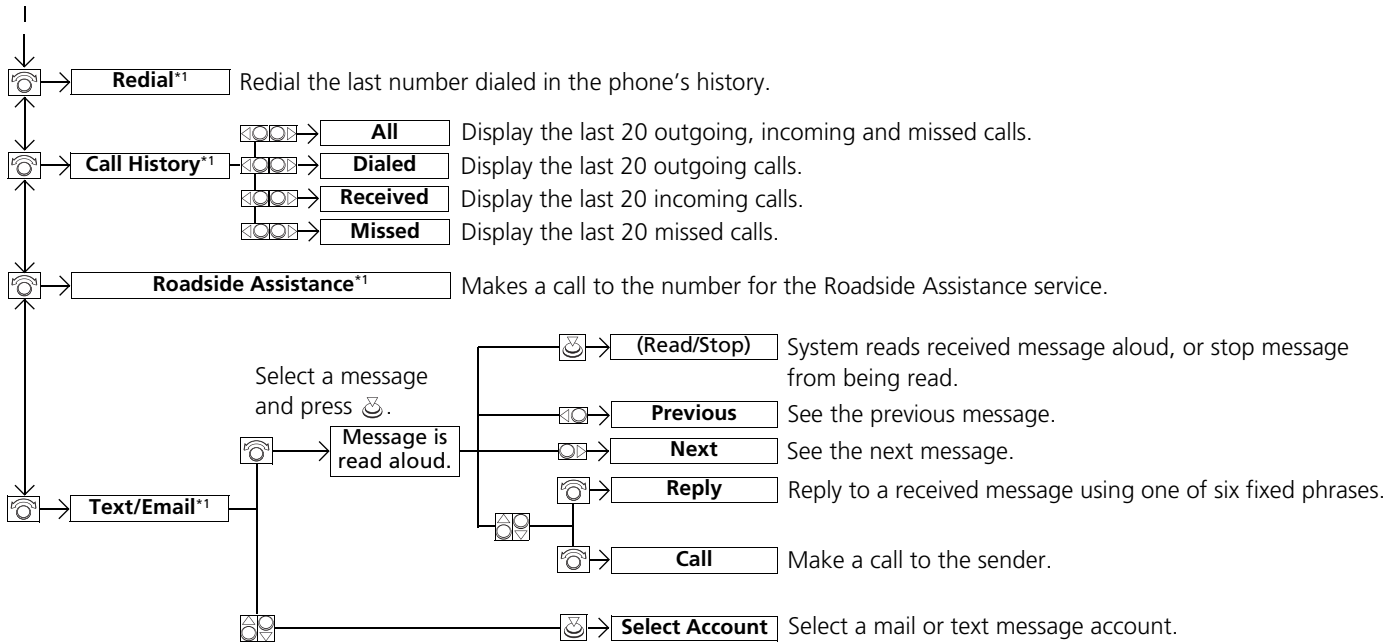 Redial*1 Redial the last number dialed in the phone's history.
All Display the last 20 outgoing, incoming and missed calls.
Call History*1 Dialed Display the last 20 outgoing calls.
Received Display the last 20 incoming calls.
Missed Display the last 20 missed calls.
Roadside Assistance*1 Makes a call to the number for the Roadside Assistance service.
(Read/Stop) System reads received message aloud, or stop message
from being read.
Select a message
and press .
Previous See the previous message.
Message is
read aloud.
Next See the next message.
Reply Reply to a received message using one of six fixed phrases.
Text/Email*1
Call Make a call to the sender.
Select Account Select a mail or text message account.